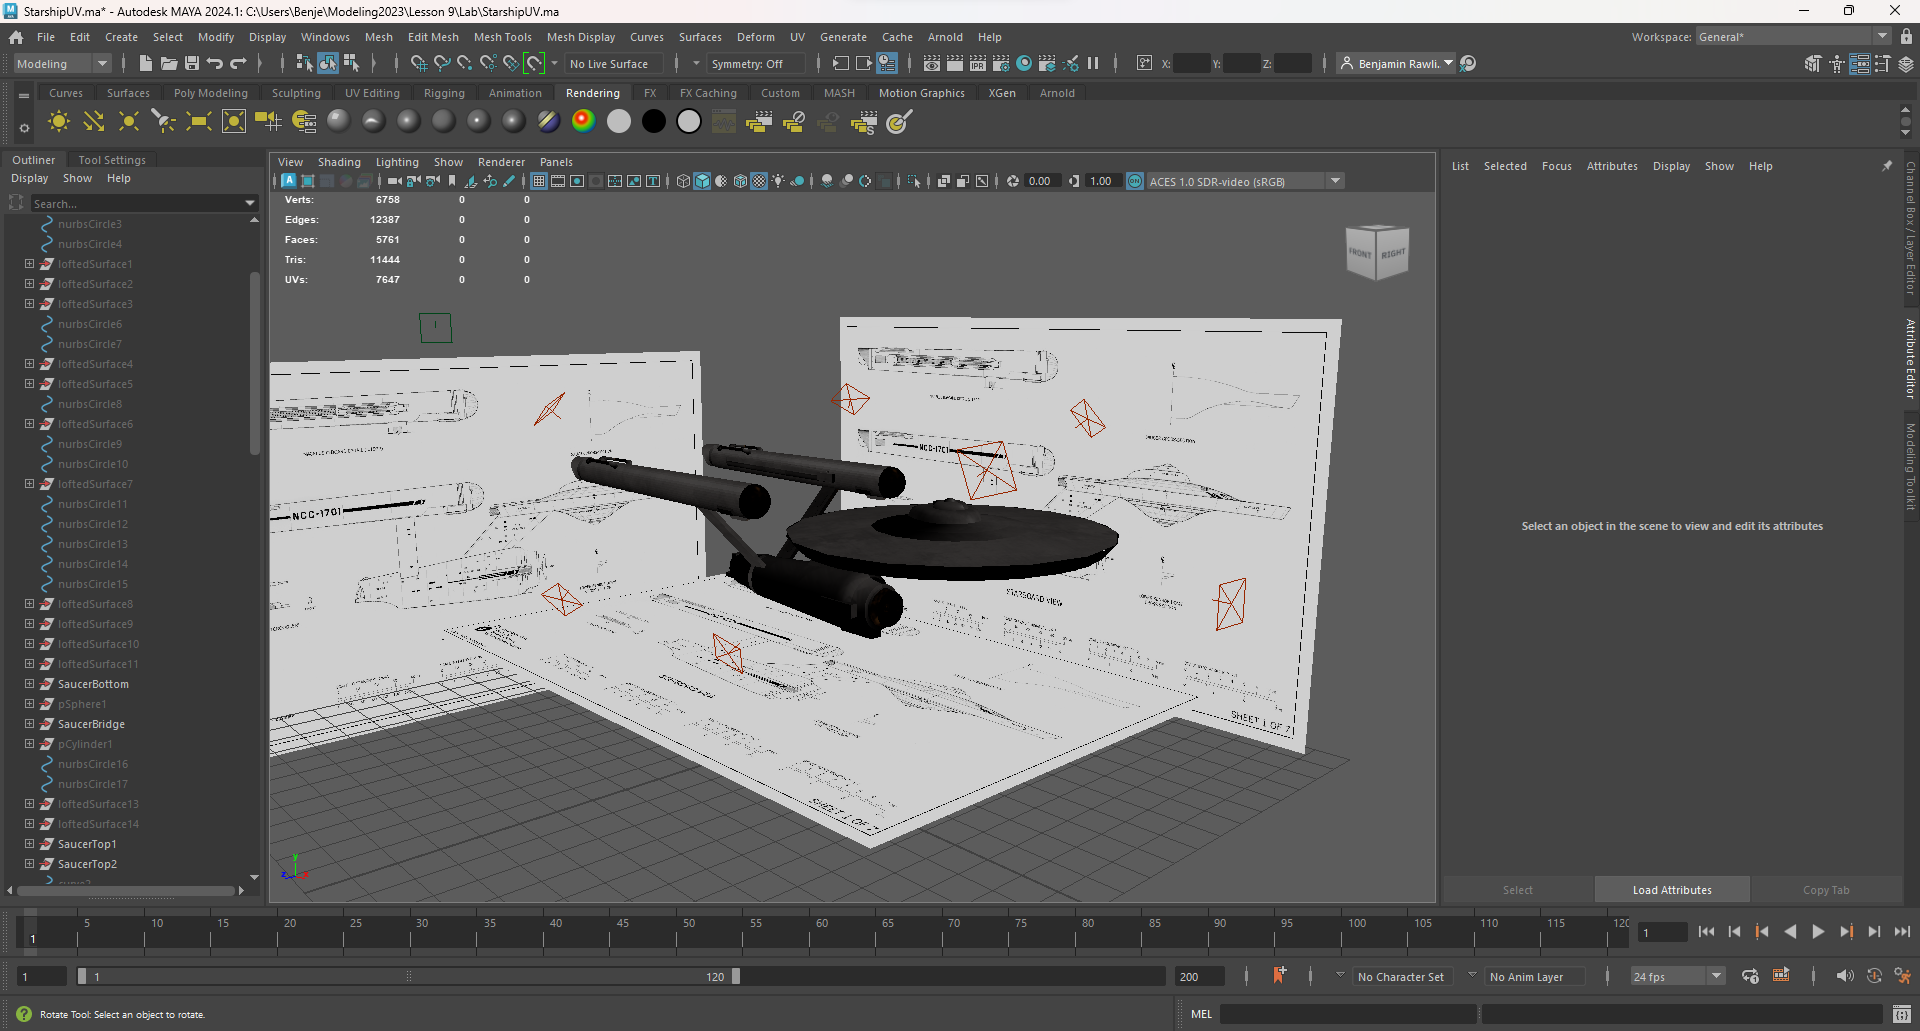 StarshipUV.ma* - Autodesk MAYA 2024.1: C:\Users\Benje\Modeling2023\Lesson 9\Lab\StarshipUV.ma
File Edit Create Select Modify Display Windows Mesh Edit Mesh Mesh Tools Mesh Display Curves Surfaces Deform UV Generate Cache Arnold Help
Workspace: General*
Modeling
No Live Surface
Symmetry: Off
IPR
X:
Y:
Z:
Benjamin Rawli.
Curves Surfaces Poly Modeling Sculpting UV Editing Rigging Animation Rendering FX FX Caching Custom MASH Motion Graphics XGen Arnold
Outliner Tool Settings
Display Show Help
Search...
nurbsCircle3
nurbsCircle4
loftedSurface1
loftedSurface2
loftedSurface3
nurbsCircle6
nurbsCircle7
loftedSurface4
loftedSurface5
nurbsCircle8
loftedSurface6
nurbsCircle9
nurbsCircle10
loftedSurface7
nurbsCircle11
nurbsCircle12
nurbsCircle13
nurbsCircle14
nurbsCircle15
loftedSurface8
loftedSurface9
loftedSurface10
loftedSurface11
SaucerBottom
pSphere1
SaucerBridge
pCylinder1
nurbsCircle16
nurbsCircle17
loftedSurface13
loftedSurface14
SaucerTop1
SaucerTop2
View Shading Lighting Show Renderer Panels
0.00
1.00
ACES 1.0 SDR-video (sRGB)
Verts: 6758 0 0
Edges: 12387 0 0
Faces: 5761 0 0
Tris: 11444 0 0
UVs: 7647 0 0
FRONT RIGHT
NCC-1701
NCC-1701
STARBOARD VIEW
SHEET 1 OF 7
SHEET 1 OF 7
y
z
x
List Selected Focus Attributes Display Show Help
Select an object in the scene to view and edit its attributes
Select
Load Attributes
Copy Tab
Channel Box / Layer Editor
Attribute Editor
Modeling Toolkit
5 10 15 20 25 30 35 40 45 50 55 60 65 70 75 80 85 90 95 100 105 110 115 120
1
1
1
1
120
200
No Character Set
No Anim Layer
24 fps
Rotate Tool: Select an object to rotate.
MEL